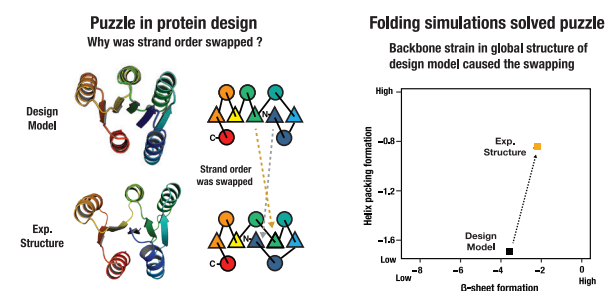 Puzzle in protein design
Why was strand order swapped ?
Design
Model
N-
C-
Strand order
was swapped
Exp.
Structure
N-
C-
Folding simulations solved puzzle
Backbone strain in global structure of
design model caused the swapping
Helix packing formation
High
-0.8
-1.2
-1.6
Low
Exp.
Structure
Design
Model
Low
-8
-6
-4
-2
0
High
β-sheet formation